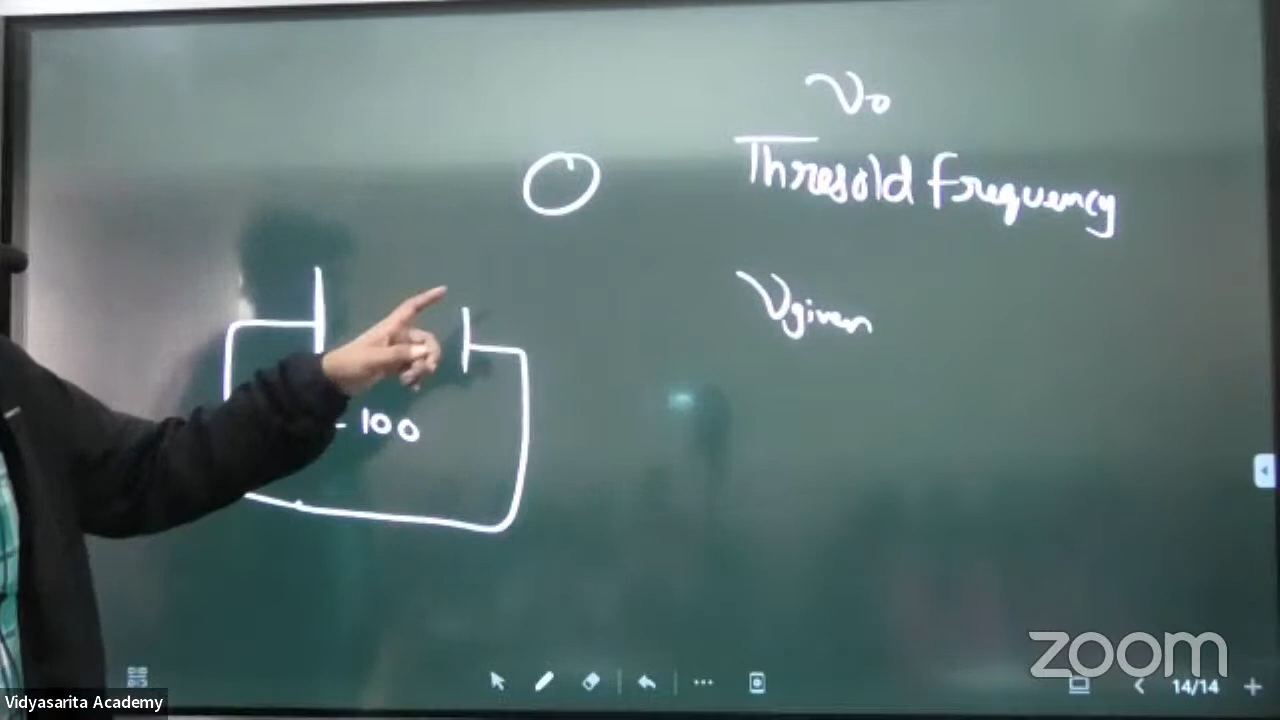 ν₀
Thresold frequency
νgiven
- 100
zoom
14/14
Vidyasarita Academy